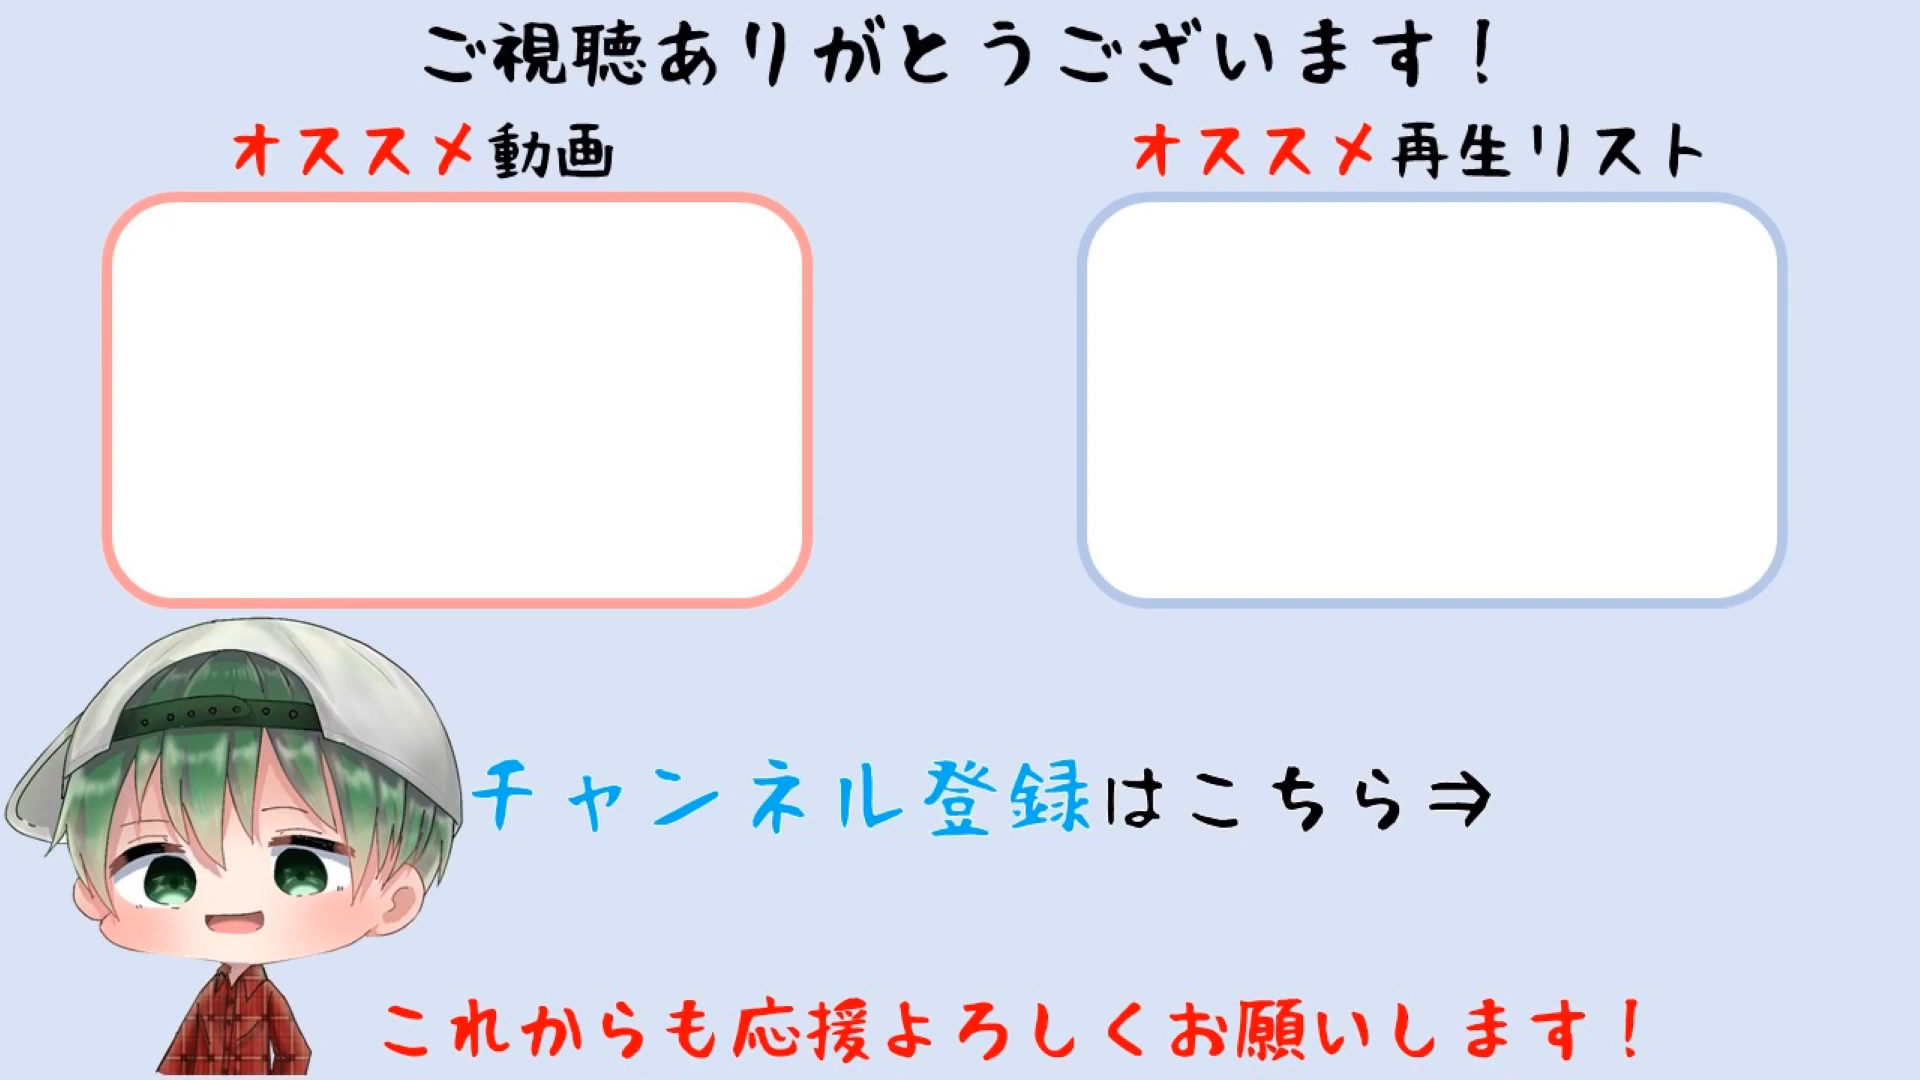 ご視聴ありがとうございます！
オススメ動画
オススメ再生リスト
チャンネル登録はこちら⇒
これからも応援よろしくお願いします！